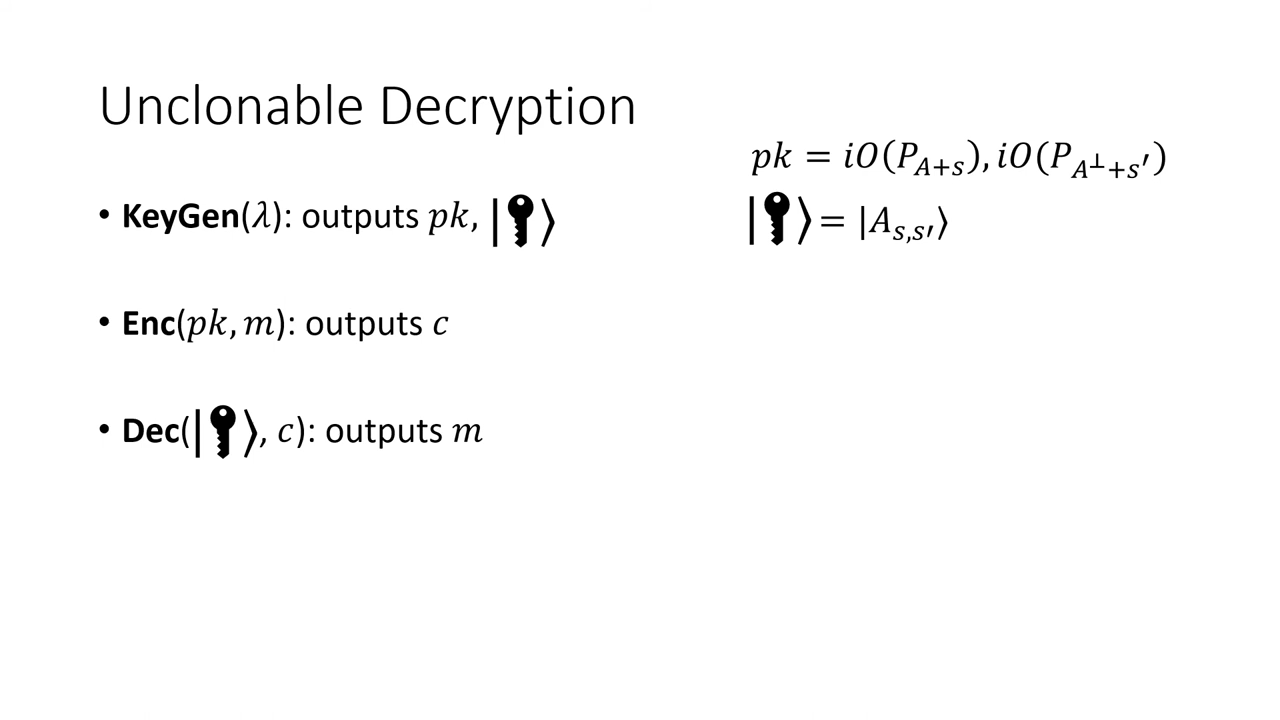 Unclonable Decryption
pk = iO(P_{A+s}), iO(P_{A^⊥+s′})
• KeyGen(λ): outputs pk, | ⟩
| ⟩ = |A_{s,s′}⟩
• Enc(pk, m): outputs c
• Dec(| ⟩, c): outputs m